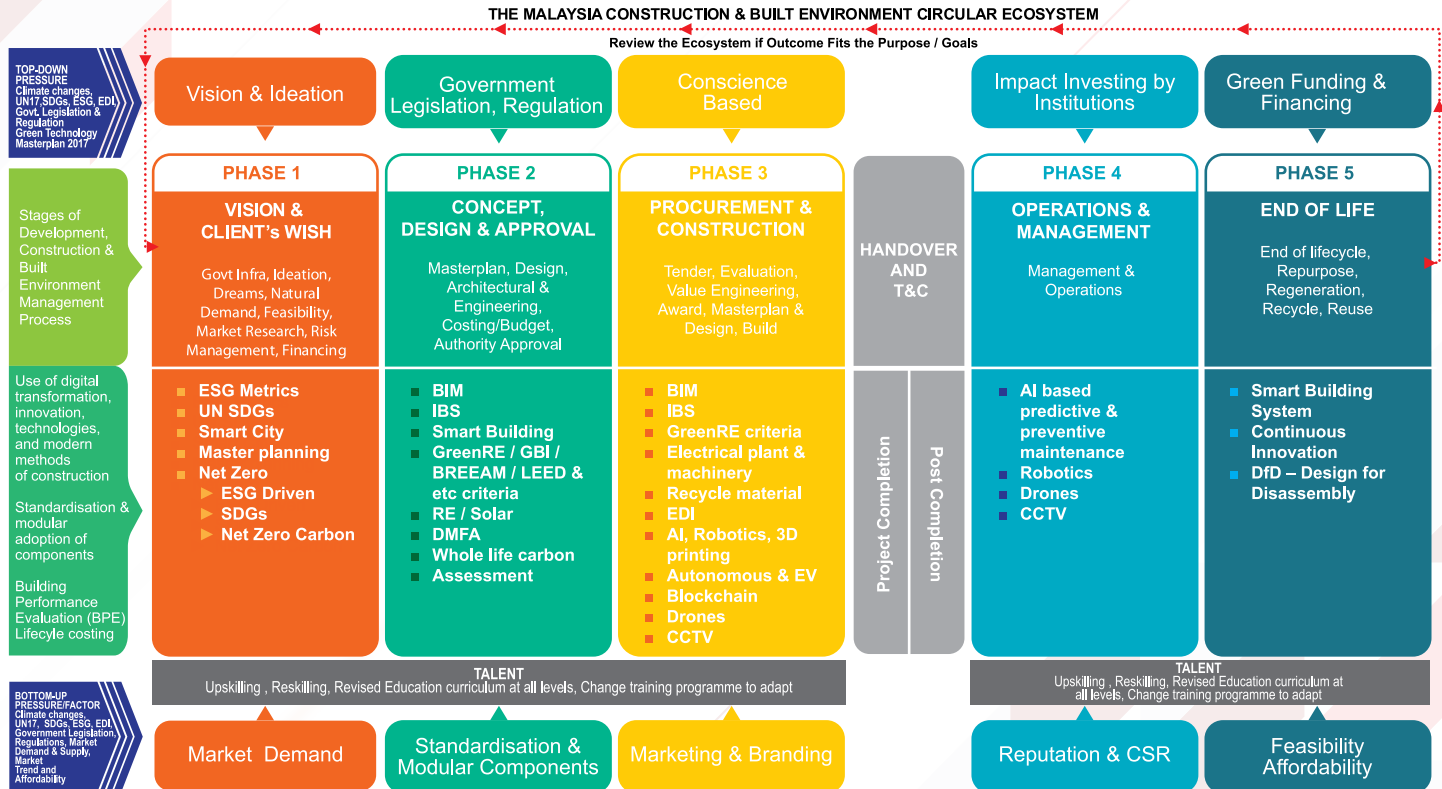 THE MALAYSIA CONSTRUCTION & BUILT ENVIRONMENT CIRCULAR ECOSYSTEM
Review the Ecosystem if Outcome Fits the Purpose / Goals
TOP-DOWN
PRESSURE
Climate changes,
UN17,SDGs, ESG, EDI,
Govt. Legislation &
Regulation
Green Technology
Masterplan 2017
Vision & Ideation
Government
Legislation, Regulation
Conscience
Based
Impact Investing by
Institutions
Green Funding &
Financing
Stages of
Development,
Construction &
Built
Environment
Management
Process
PHASE 1
VISION &
CLIENT's WISH
Govt Infra, Ideation,
Dreams, Natural
Demand, Feasibility,
Market Research, Risk
Management, Financing
PHASE 2
CONCEPT,
DESIGN & APPROVAL
Masterplan, Design,
Architectural &
Engineering,
Costing/Budget,
Authority Approval
PHASE 3
PROCUREMENT &
CONSTRUCTION
Tender, Evaluation,
Value Engineering,
Award, Masterplan &
Design, Build
HANDOVER
AND
T&C
PHASE 4
OPERATIONS &
MANAGEMENT
Management &
Operations
PHASE 5
END OF LIFE
End of lifecycle,
Repurpose,
Regeneration,
Recycle, Reuse
Use of digital
transformation,
innovation,
technologies,
and modern
methods
of construction
Standardisation &
modular
adoption of
components
Building
Performance
Evaluation (BPE)
Lifecyle costing
ESG Metrics
UN SDGs
Smart City
Master planning
Net Zero
ESG Driven
SDGs
Net Zero Carbon
BIM
IBS
Smart Building
GreenRE / GBI /
BREEAM / LEED &
etc criteria
RE / Solar
DMFA
Whole life carbon
Assessment
BIM
IBS
GreenRE criteria
Electrical plant &
machinery
Recycle material
EDI
AI, Robotics, 3D
printing
Autonomous & EV
Blockchain
Drones
CCTV
Project Completion
Post Completion
AI based
predictive &
preventive
maintenance
Robotics
Drones
CCTV
Smart Building
System
Continuous
Innovation
DfD – Design for
Disassembly
TALENT
Upskilling , Reskilling, Revised Education curriculum at all levels, Change training programme to adapt
TALENT
Upskilling , Reskilling, Revised Education curriculum at
all levels, Change training programme to adapt
BOTTOM-UP
PRESSURE/FACTOR
Climate changes,
UN17, SDGs, ESG, EDI,
Government Legislation,
Regulations, Market
Demand & Supply,
Market
Trend and
Affordability
Market Demand
Standardisation &
Modular Components
Marketing & Branding
Reputation & CSR
Feasibility
Affordability